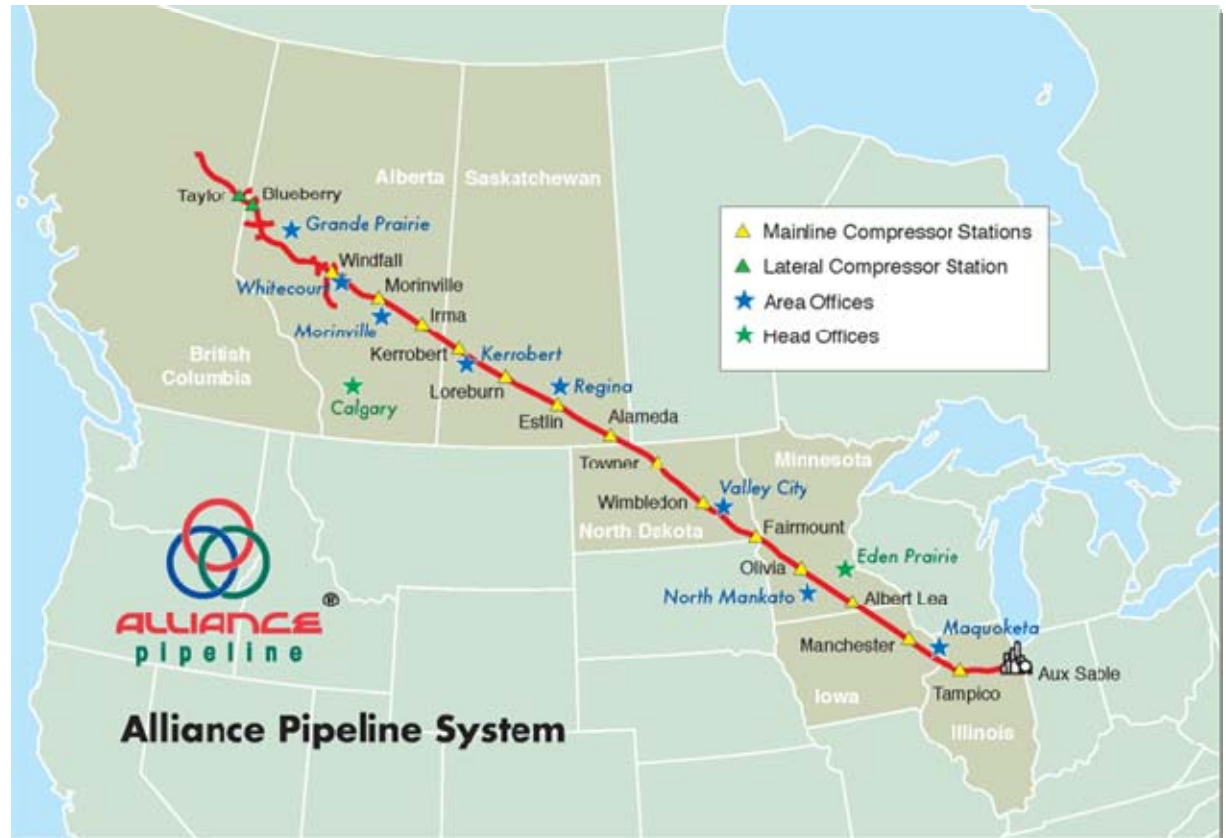 Alberta
Saskatchewan
Taylor
Blueberry
Grande Prairie
Windfall
Whitecourt
Morinville
Morinville
Irma
Kerrobert
Kerrobert
British
Columbia
Calgary
Loreburn
Regina
Estlin
Alameda
Mainline Compressor Stations
Lateral Compressor Station
Area Offices
Head Offices
Towner
Minnesota
Wimbledon
Valley City
North Dakota
Fairmount
Olivia
Eden Prairie
North Mankato
Albert Lea
Manchester
Maquoketa
Aux Sable
Iowa
Tampico
Illinois
®
ALLIANCE
pipeline
Alliance Pipeline System